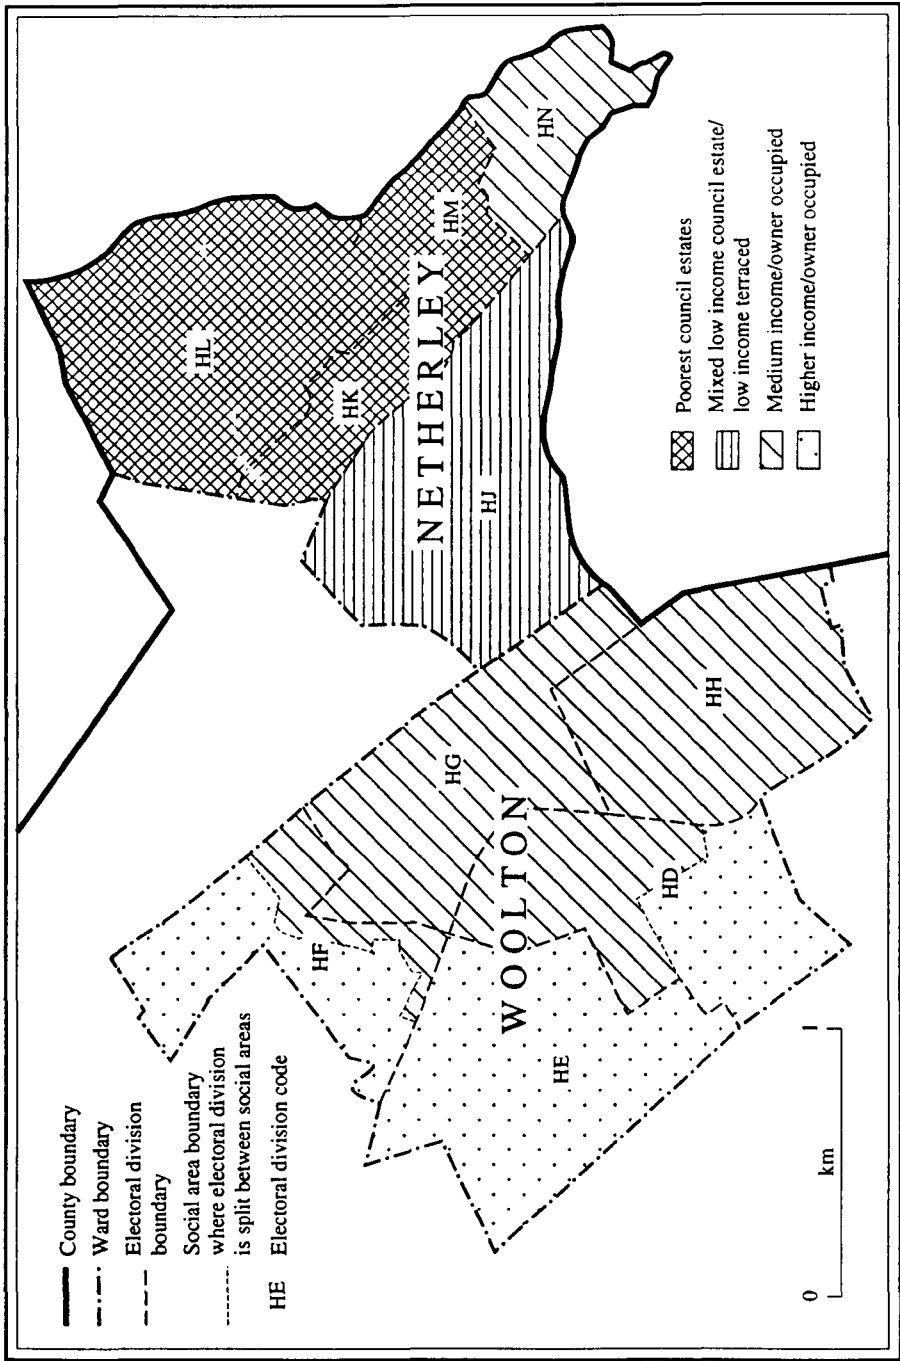 County boundary
Ward boundary
Electoral division
boundary
Social area boundary
where electoral division
is split between social areas
HE Electoral division code
HL
HK
HM
HN
NETHERLEY
HJ
HG
HF
WOOLTON
HH
HD
HE
Poorest council estates
Mixed low income council estate/
low income terraced
Medium income/owner occupied
Higher income/owner occupied
0 km 1